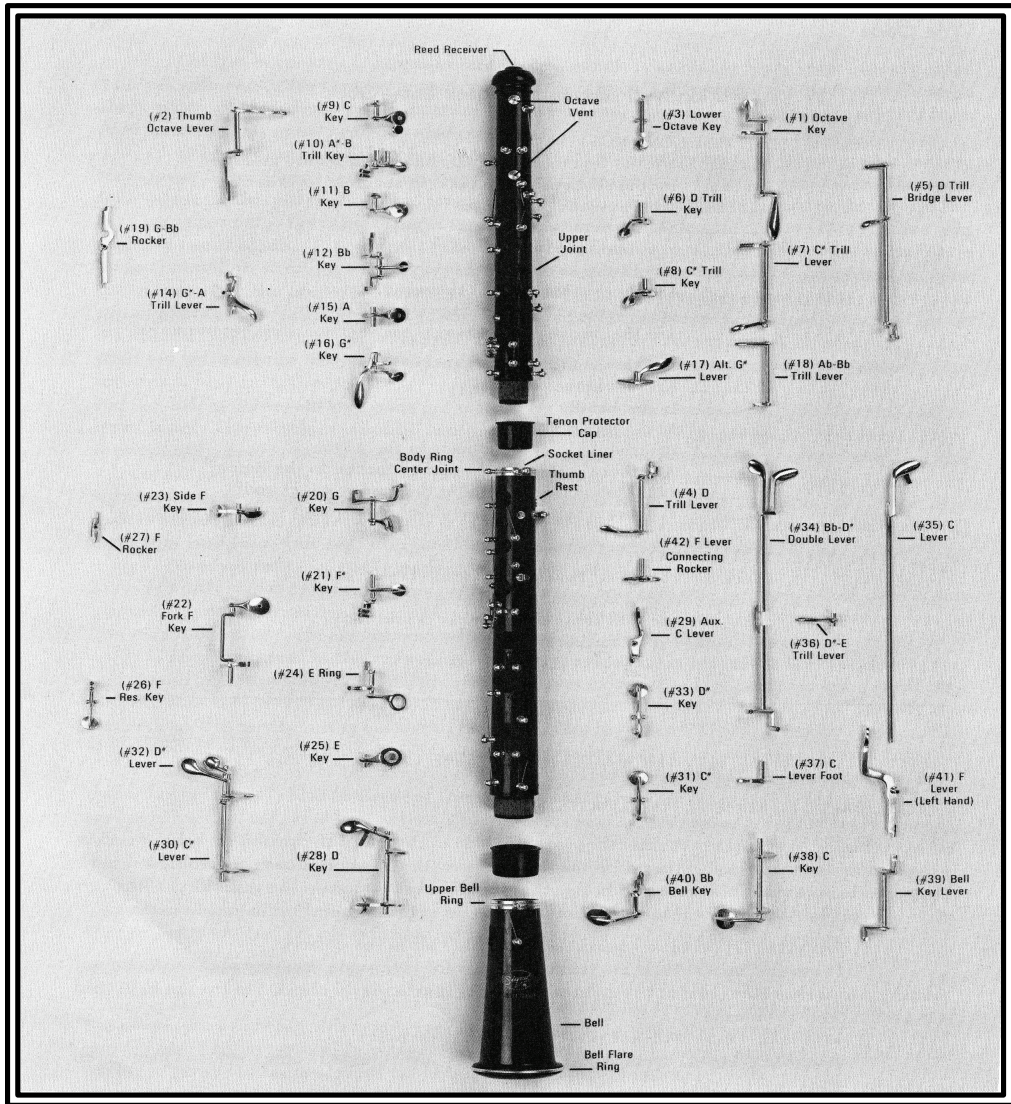 Reed Receiver
Octave
Vent
(#2) Thumb
Octave Lever
(#9) C
Key
(#10) A#-B
Trill Key
(#11) B
Key
(#19) G-Bb
Rocker
(#12) Bb
Key
(#14) G#-A
Trill Lever
(#15) A
Key
(#16) G#
Key
(#3) Lower
Octave Key
(#1) Octave
Key
(#5) D Trill
Bridge Lever
(#6) D Trill
Key
(#7) C# Trill
Lever
Upper
Joint
(#8) C# Trill
Key
(#17) Alt. G#
Lever
(#18) Ab-Bb
Trill Lever
Tenon Protector
Cap
Body Ring
Center Joint
Socket Liner
Thumb
Rest
(#23) Side F
Key
(#20) G
Key
(#27) F
Rocker
(#21) F#
Key
(#22)
Fork F
Key
(#24) E Ring
(#26) F
Res. Key
(#32) D#
Lever
(#25) E
Key
(#30) C#
Lever
(#28) D
Key
(#4) D
Trill Lever
(#34) Bb-D#
Double Lever
(#35) C
Lever
(#42) F Lever
Connecting
Rocker
(#29) Aux.
C Lever
(#36) D#-E
Trill Lever
(#33) D#
Key
(#31) C#
Key
(#37) C
Lever Foot
(#41) F
Lever
(Left Hand)
(#40) Bb
Bell Key
(#38) C
Key
(#39) Bell
Key Lever
Upper Bell
Ring
Bell
Bell Flare
Ring